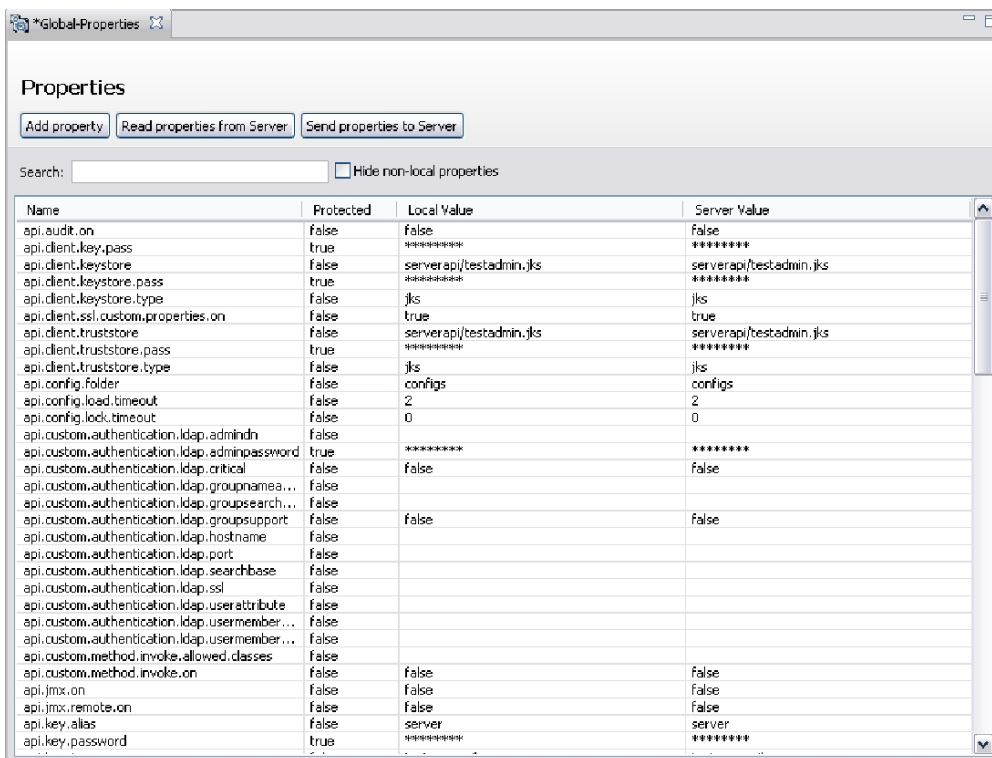 *Global-Properties
Properties
Add property Read properties from Server Send properties to Server
Search: Hide non-local properties
Name Protected Local Value Server Value
api.audit.on false false false
api.client.key.pass true ******** ********
api.client.keystore false serverapi/testadmin.jks serverapi/testadmin.jks
api.client.keystore.pass true ******** ********
api.client.keystore.type false jks jks
api.client.ssl.custom.properties.on false true true
api.client.truststore false serverapi/testadmin.jks serverapi/testadmin.jks
api.client.truststore.pass true ******** ********
api.client.truststore.type false jks jks
api.config.folder false configs configs
api.config.load.timeout false 2 2
api.config.lock.timeout false 0 0
api.custom.authentication.ldap.admindn false
api.custom.authentication.ldap.adminpassword true ******** ********
api.custom.authentication.ldap.critical false false false
api.custom.authentication.ldap.groupnamea... false
api.custom.authentication.ldap.groupsearch... false
api.custom.authentication.ldap.groupsupport false false false
api.custom.authentication.ldap.hostname false
api.custom.authentication.ldap.port false
api.custom.authentication.ldap.searchbase false
api.custom.authentication.ldap.ssl false
api.custom.authentication.ldap.userattribute false
api.custom.authentication.ldap.usermember... false
api.custom.authentication.ldap.usermember... false
api.custom.method.invoke.allowed.classes false
api.custom.method.invoke.on false false false
api.jmx.on false false false
api.jmx.remote.on false false false
api.key.alias false server server
api.key.password true ******** ********